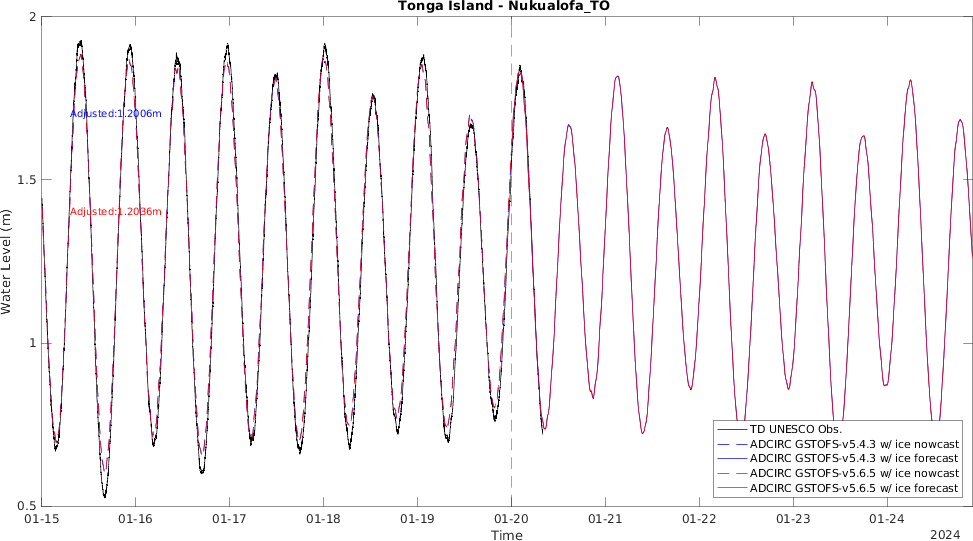 Tonga Island - Nukualofa_TO
2
1.5
1
0.5
Water Level (m)
Adjusted:1.2006m
Adjusted:1.2036m
TD UNESCO Obs.
ADCIRC GSTOFS-v5.4.3 w/ ice nowcast
ADCIRC GSTOFS-v5.4.3 w/ ice forecast
ADCIRC GSTOFS-v5.6.5 w/ ice nowcast
ADCIRC GSTOFS-v5.6.5 w/ ice forecast
01-15 01-16 01-17 01-18 01-19 01-20 01-21 01-22 01-23 01-24
Time
2024